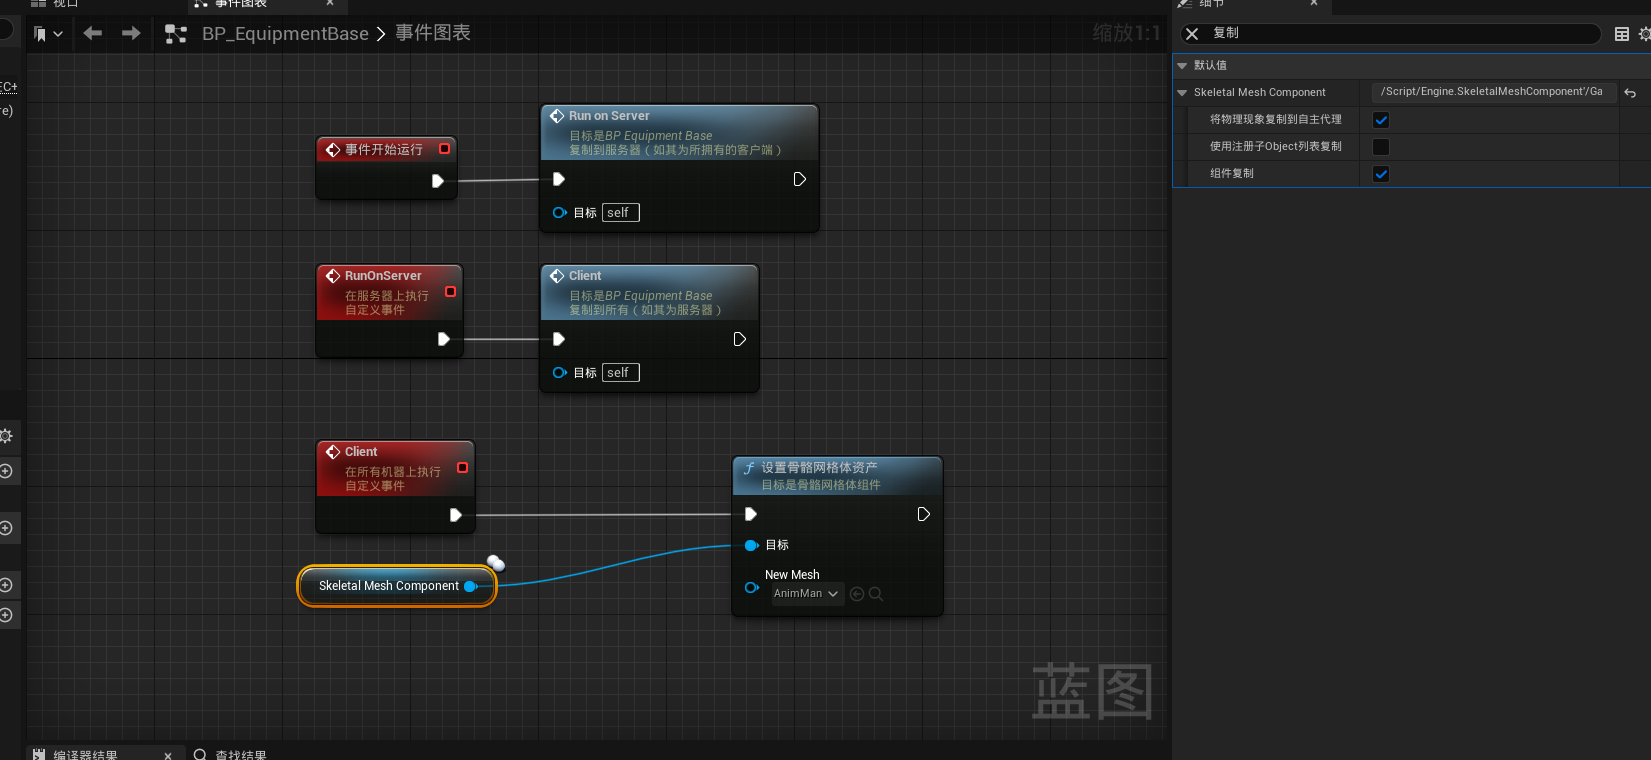 视口
事件图表
细节
BP_EquipmentBase > 事件图表
缩放1:1
复制
EC+
re)
默认值
Skeletal Mesh Component
/Script/Engine.SkeletalMeshComponent'/Ga
将物理现象复制到自主代理
使用注册子Object列表复制
组件复制
事件开始运行
Run on Server
目标是BP Equipment Base
复制到服务器（如其为所拥有的客户端）
目标
self
RunOnServer
在服务器上执行
自定义事件
Client
目标是BP Equipment Base
复制到所有（如其为服务器）
目标
self
Client
在所有机器上执行
自定义事件
设置骨骼网格体资产
目标是骨骼网格体组件
目标
New Mesh
AnimMan
Skeletal Mesh Component
蓝图
编译器结果
查找结果